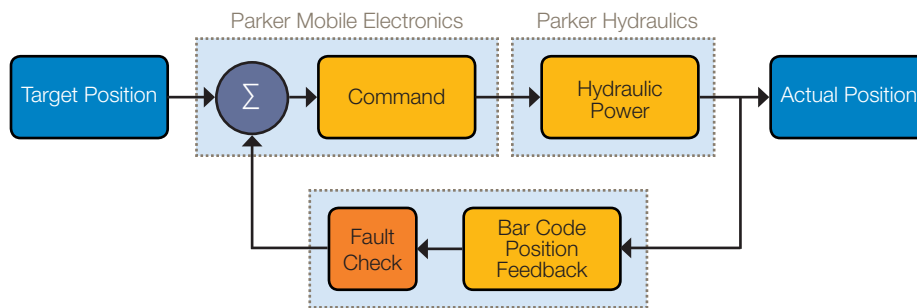 Parker Mobile Electronics
Parker Hydraulics
Target Position
Σ
Command
Hydraulic
Power
Actual Position
Fault
Check
Bar Code
Position
Feedback